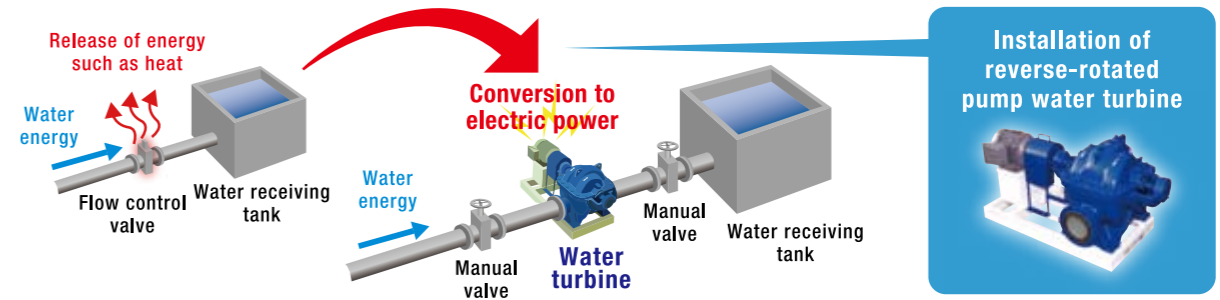 Release of energy
such as heat
Water
energy
Flow control
valve
Water receiving
tank
Conversion to
electric power
Water
energy
Manual
valve
Water
turbine
Manual
valve
Water receiving
tank
Installation of
reverse-rotated
pump water turbine